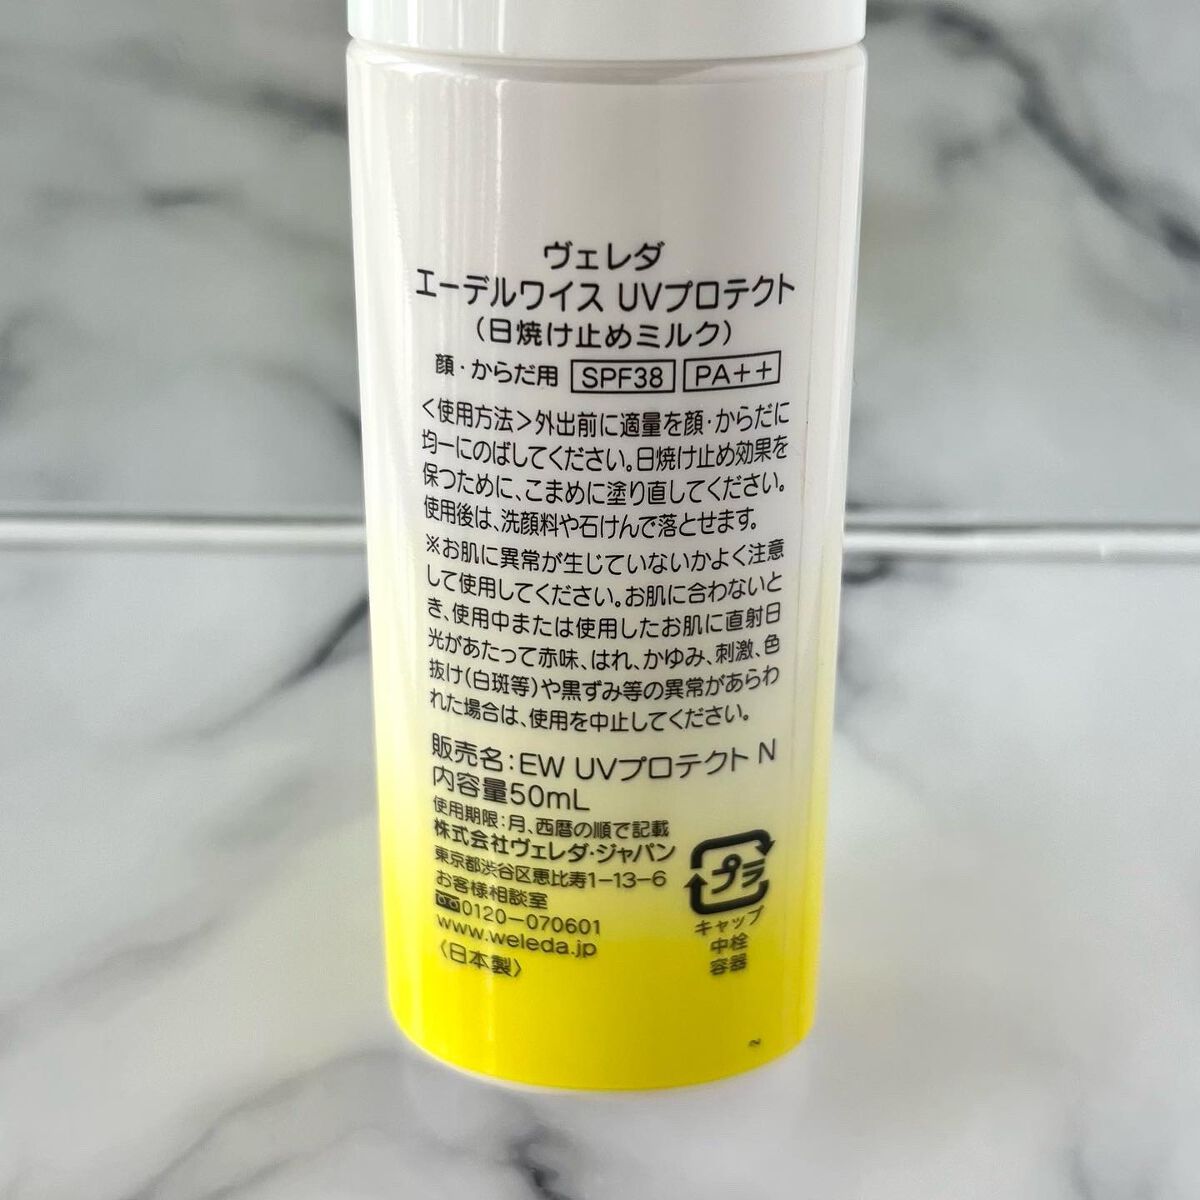 ヴェレダ
エーデルワイス UVプロテクト
(日焼け止めミルク)
顔・からだ用 SPF38 PA++
<使用方法>外出前に適量を顔・からだに
均一にのばしてください。日焼け止め効果を
保つために、こまめに塗り直してください。
使用後は、洗顔料や石けんで落とせます。
※お肌に異常が生じていないかよく注意
して使用してください。お肌に合わないと
き、使用中または使用したお肌に直射日
光があたって赤味、はれ、かゆみ、刺激、色
抜け(白斑等)や黒ずみ等の異常があらわ
れた場合は、使用を中止してください。
販売名:EW UVプロテクト N
内容量50mL
使用期限:月、西暦の順で記載
株式会社ヴェレダ・ジャパン
東京都渋谷区恵比寿1-13-6
お客様相談室
0120-070601
www.weleda.jp
〈日本製〉
プラ
キャップ
中栓
容器